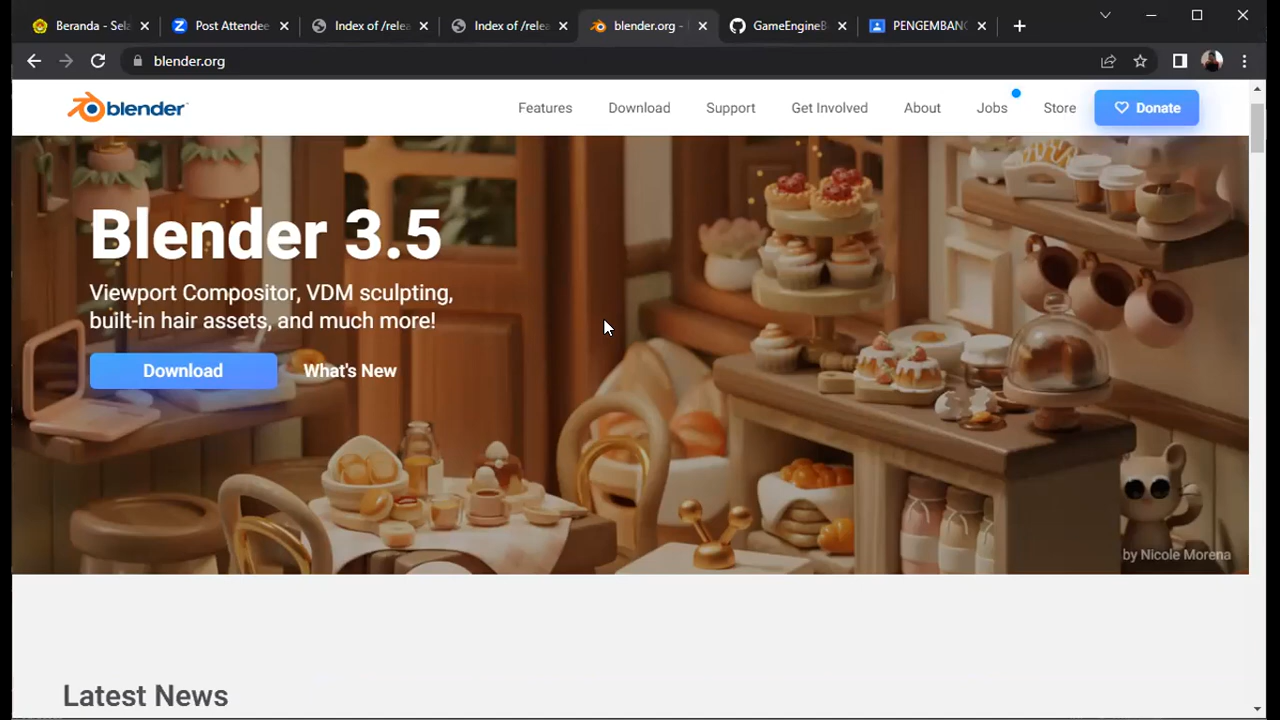 Beranda - Sela
Post Attendee
Index of /relea
Index of /relea
blender.org -
GameEngineB
PENGEMBANG
blender.org
blender
Features
Download
Support
Get Involved
About
Jobs
Store
Donate
Blender 3.5
Viewport Compositor, VDM sculpting,
built-in hair assets, and much more!
Download
What's New
by Nicole Morena
Latest News